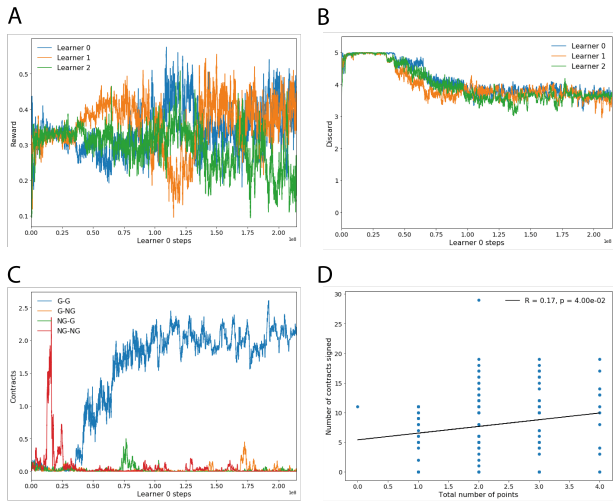 A
Learner 0
Learner 1
Learner 2
0.5
0.4
0.3
0.2
0.1
Reward
0.00 0.25 0.50 0.75 1.00 1.25 1.50 1.75 2.00
1e8
Learner 0 steps
B
Learner 0
Learner 1
Learner 2
5
4
3
2
1
0
Discard
0.00 0.25 0.50 0.75 1.00 1.25 1.50 1.75 2.00
1e8
Learner 0 steps
C
G-G
G-NG
NG-G
NG-NG
2.5
2.0
1.5
1.0
0.5
0.0
Contracts
0.00 0.25 0.50 0.75 1.00 1.25 1.50 1.75 2.00
1e8
Learner 0 steps
D
R = 0.17, p = 4.00e-02
30
25
20
15
10
5
0
Number of contracts signed
0.0 0.5 1.0 1.5 2.0 2.5 3.0 3.5 4.0
Total number of points